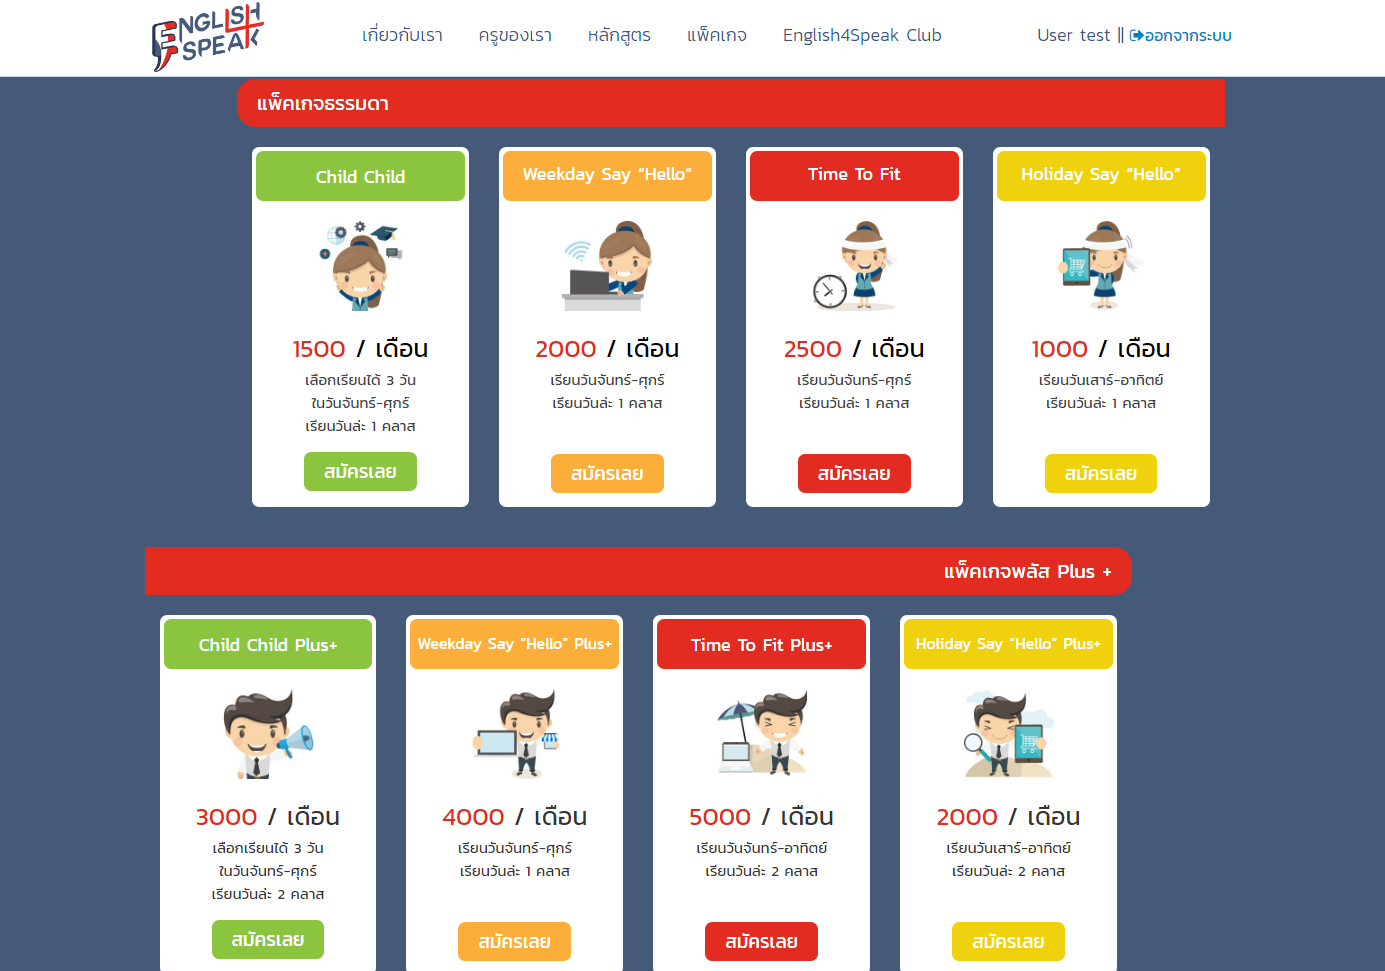 ENGLISH
4 SPEAK
เกี่ยวกับเรา ครูของเรา หลักสูตร แพ็คเกจ English4Speak Club User test || ออกจากระบบ
แพ็คเกจธรรมดา
Child Child
Weekday Say “Hello”
Time To Fit
Holiday Say “Hello”
1500 / เดือน
2000 / เดือน
2500 / เดือน
1000 / เดือน
เลือกเรียนได้ 3 วัน
ในวันจันทร์-ศุกร์
เรียนวันล่ะ 1 คลาส
เรียนวันจันทร์-ศุกร์
เรียนวันล่ะ 1 คลาส
เรียนวันจันทร์-ศุกร์
เรียนวันล่ะ 1 คลาส
เรียนวันเสาร์-อาทิตย์
เรียนวันล่ะ 1 คลาส
สมัครเลย
สมัครเลย
สมัครเลย
สมัครเลย
แพ็คเกจพลัส Plus +
Child Child Plus+
Weekday Say “Hello” Plus+
Time To Fit Plus+
Holiday Say “Hello” Plus+
3000 / เดือน
4000 / เดือน
5000 / เดือน
2000 / เดือน
เลือกเรียนได้ 3 วัน
ในวันจันทร์-ศุกร์
เรียนวันล่ะ 2 คลาส
เรียนวันจันทร์-ศุกร์
เรียนวันล่ะ 1 คลาส
เรียนวันจันทร์-อาทิตย์
เรียนวันล่ะ 2 คลาส
เรียนวันเสาร์-อาทิตย์
เรียนวันล่ะ 2 คลาส
สมัครเลย
สมัครเลย
สมัครเลย
สมัครเลย